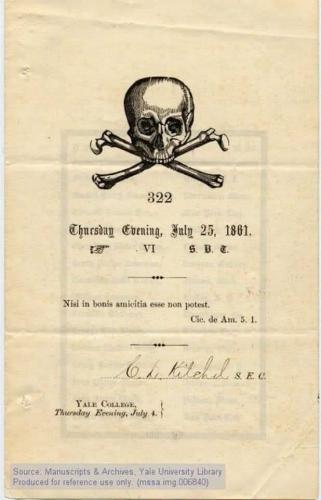 322
Thursday Evening, July 25, 1861.
VI S. B. T.
Nisi in bonis amicitia esse non potest.
Cic. de Am. 5. 1.
C. L. Kitchel S. E. C.
YALE COLLEGE,
Thursday Evening, July 4.
Source: Manuscripts & Archives, Yale University Library
Produced for reference use only. (mssa.img.006840)